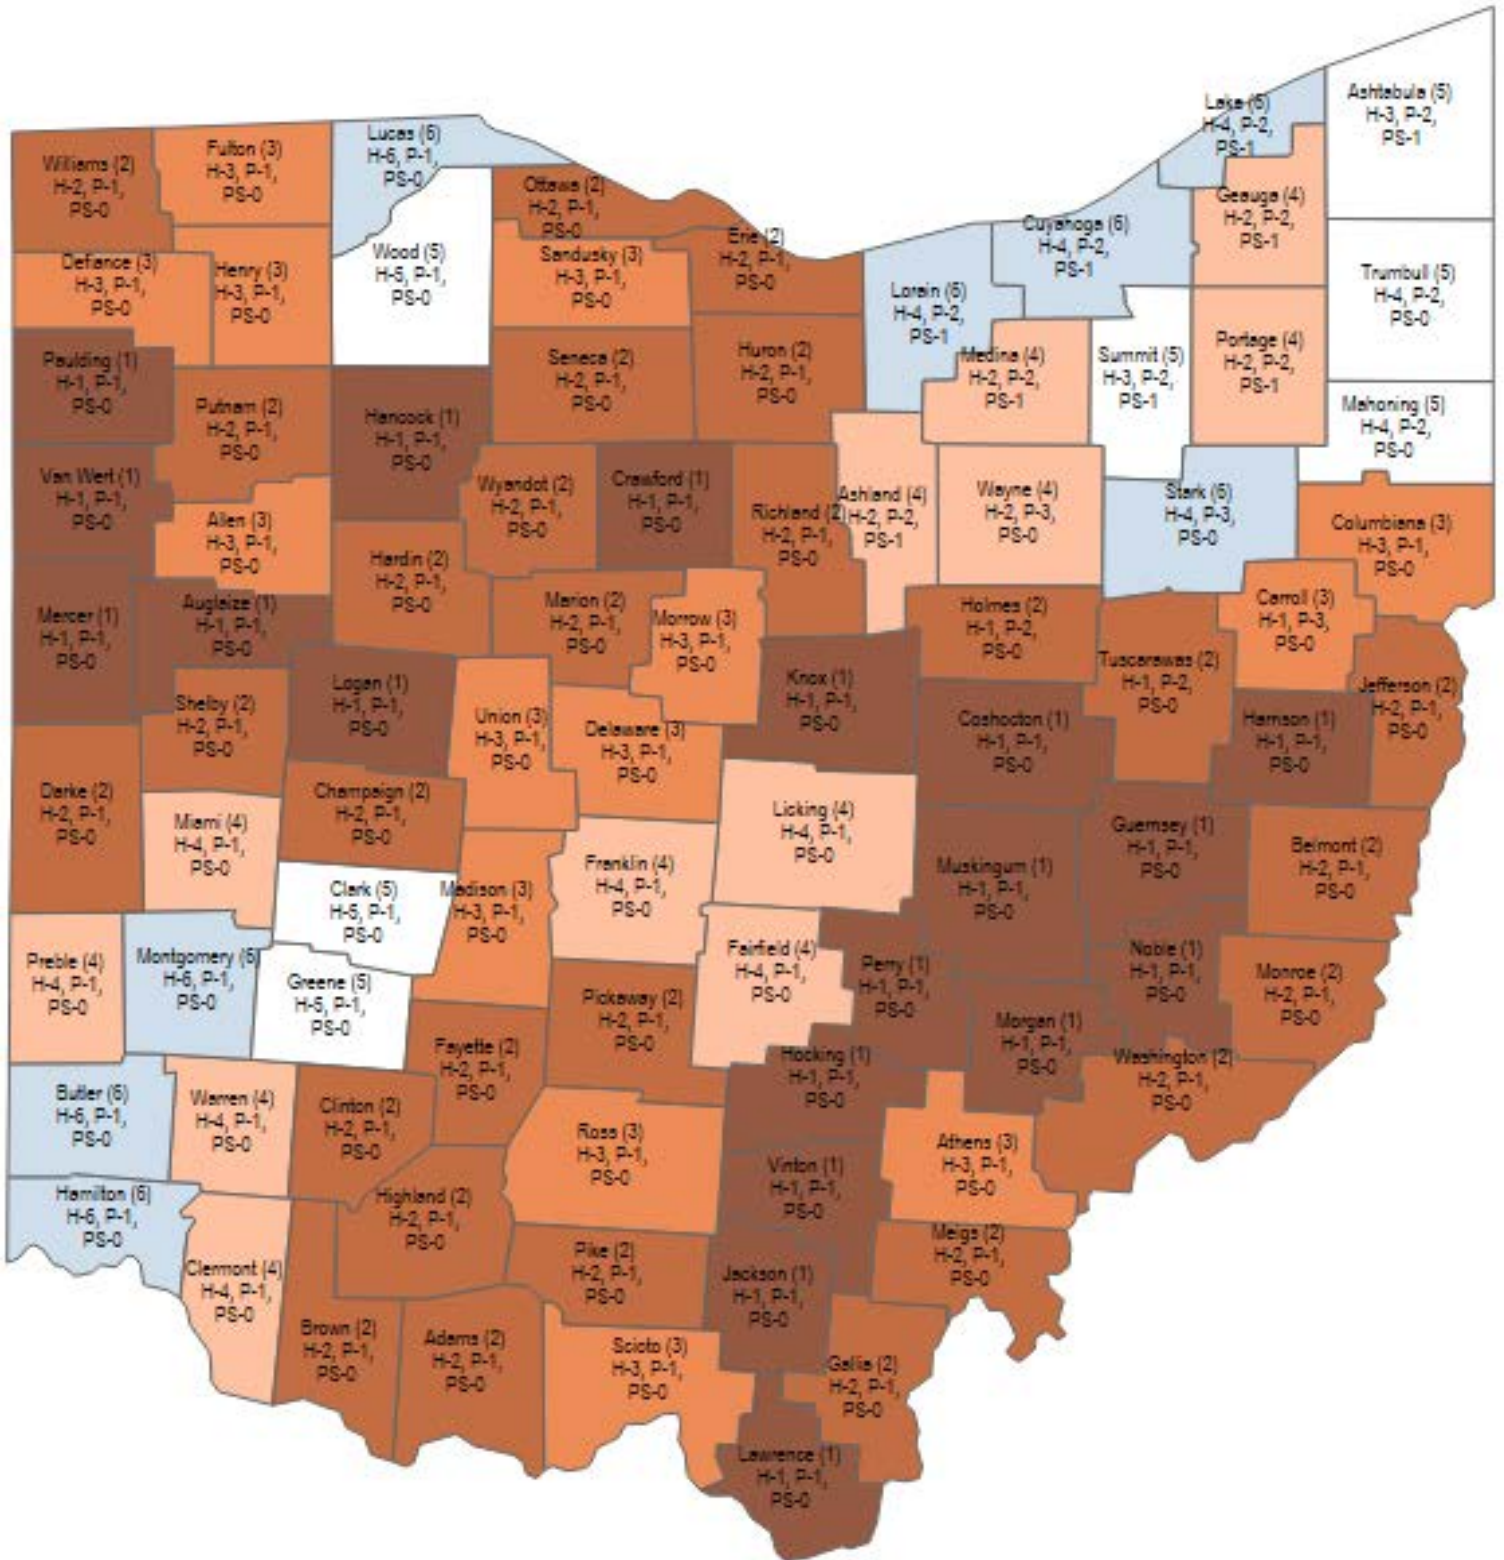 Ashtabula (5)
H-3, P-2,
PS-1
Lake (6)
H-4, P-2,
PS-1
Lucas (6)
H-6, P-1,
PS-0
Fulton (3)
H-3, P-1,
PS-0
Williams (2)
H-2, P-1,
PS-0
Ottawa (2)
H-2, P-1,
PS-0
Geauga (4)
H-2, P-2,
PS-1
Cuyahoga (6)
H-4, P-2,
PS-1
Erie (2)
H-2, P-1,
PS-0
Wood (5)
H-5, P-1,
PS-0
Sandusky (3)
H-3, P-1,
PS-0
Defiance (3)
H-3, P-1,
PS-0
Henry (3)
H-3, P-1,
PS-0
Trumbull (5)
H-4, P-2,
PS-0
Lorain (6)
H-4, P-2,
PS-1
Portage (4)
H-2, P-2,
PS-1
Medina (4)
H-2, P-2,
PS-1
Summit (5)
H-3, P-2,
PS-1
Huron (2)
H-2, P-1,
PS-0
Seneca (2)
H-2, P-1,
PS-0
Paulding (1)
H-1, P-1,
PS-0
Putnam (2)
H-2, P-1,
PS-0
Hancock (1)
H-1, P-1,
PS-0
Mahoning (5)
H-4, P-2,
PS-0
Van Wert (1)
H-1, P-1,
PS-0
Wyandot (2)
H-2, P-1,
PS-0
Crawford (1)
H-1, P-1,
PS-0
Richland (2)
H-2, P-1,
PS-0
Ashland (4)
H-2, P-2,
PS-1
Wayne (4)
H-2, P-3,
PS-0
Stark (6)
H-4, P-3,
PS-0
Columbiana (3)
H-3, P-1,
PS-0
Allen (3)
H-3, P-1,
PS-0
Hardin (2)
H-2, P-1,
PS-0
Mercer (1)
H-1, P-1,
PS-0
Auglaize (1)
H-1, P-1,
PS-0
Marion (2)
H-2, P-1,
PS-0
Morrow (3)
H-3, P-1,
PS-0
Holmes (2)
H-1, P-2,
PS-0
Carroll (3)
H-1, P-3,
PS-0
Tuscarawas (2)
H-1, P-2,
PS-0
Jefferson (2)
H-2, P-1,
PS-0
Knox (1)
H-1, P-1,
PS-0
Logan (1)
H-1, P-1,
PS-0
Shelby (2)
H-2, P-1,
PS-0
Union (3)
H-3, P-1,
PS-0
Delaware (3)
H-3, P-1,
PS-0
Coshocton (1)
H-1, P-1,
PS-0
Harrison (1)
H-1, P-1,
PS-0
Darke (2)
H-2, P-1,
PS-0
Champaign (2)
H-2, P-1,
PS-0
Miami (4)
H-4, P-1,
PS-0
Licking (4)
H-4, P-1,
PS-0
Guernsey (1)
H-1, P-1,
PS-0
Belmont (2)
H-2, P-1,
PS-0
Franklin (4)
H-4, P-1,
PS-0
Muskingum (1)
H-1, P-1,
PS-0
Clark (5)
H-5, P-1,
PS-0
Madison (3)
H-3, P-1,
PS-0
Preble (4)
H-4, P-1,
PS-0
Montgomery (6)
H-6, P-1,
PS-0
Greene (5)
H-5, P-1,
PS-0
Fairfield (4)
H-4, P-1,
PS-0
Perry (1)
H-1, P-1,
PS-0
Noble (1)
H-1, P-1,
PS-0
Monroe (2)
H-2, P-1,
PS-0
Pickaway (2)
H-2, P-1,
PS-0
Morgan (1)
H-1, P-1,
PS-0
Fayette (2)
H-2, P-1,
PS-0
Hocking (1)
H-1, P-1,
PS-0
Washington (2)
H-2, P-1,
PS-0
Butler (6)
H-6, P-1,
PS-0
Warren (4)
H-4, P-1,
PS-0
Clinton (2)
H-2, P-1,
PS-0
Ross (3)
H-3, P-1,
PS-0
Athens (3)
H-3, P-1,
PS-0
Vinton (1)
H-1, P-1,
PS-0
Hamilton (6)
H-6, P-1,
PS-0
Highland (2)
H-2, P-1,
PS-0
Meigs (2)
H-2, P-1,
PS-0
Pike (2)
H-2, P-1,
PS-0
Clermont (4)
H-4, P-1,
PS-0
Jackson (1)
H-1, P-1,
PS-0
Brown (2)
H-2, P-1,
PS-0
Adams (2)
H-2, P-1,
PS-0
Scioto (3)
H-3, P-1,
PS-0
Gallia (2)
H-2, P-1,
PS-0
Lawrence (1)
H-1, P-1,
PS-0